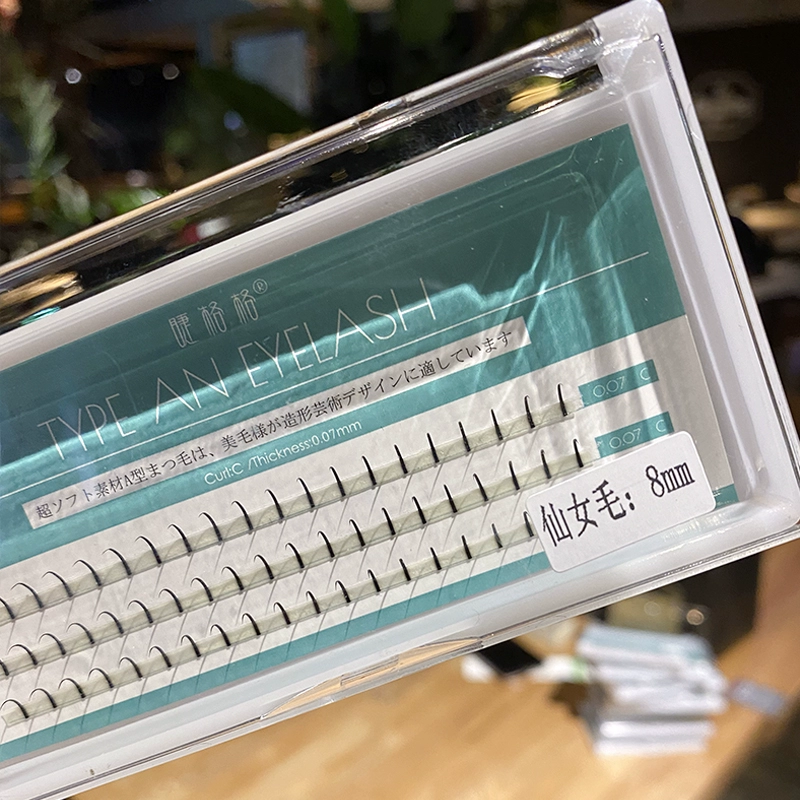 睫格格®
TYPE AN EYELASH
超ソフト素材A型まつ毛は、美毛様が造形芸術デザインに適しています
Curl:C /Thickness:0.07mm
0.07 C
0.07 C
仙女毛：8mm